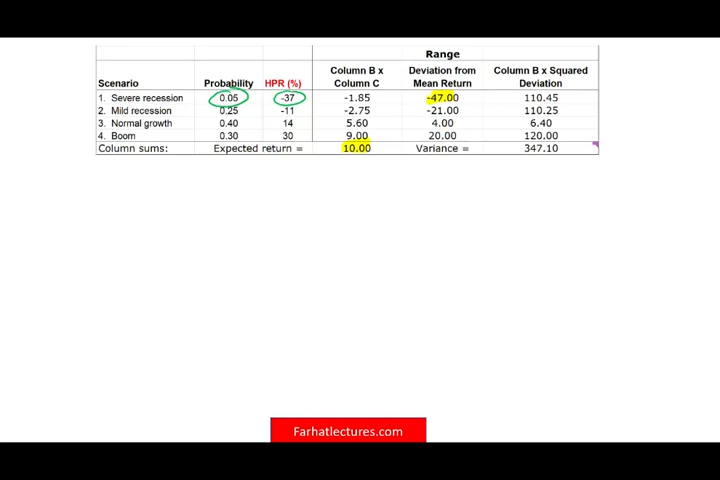 Range
Column B x Deviation from Column B x Squared
Scenario Probability HPR (%) Column C Mean Return Deviation
1. Severe recession 0.05 -37 -1.85 -47.00 110.45
2. Mild recession 0.25 -11 -2.75 -21.00 110.25
3. Normal growth 0.40 14 5.60 4.00 6.40
4. Boom 0.30 30 9.00 20.00 120.00
Column sums: Expected return = 10.00 Variance = 347.10
Farhatlectures.com